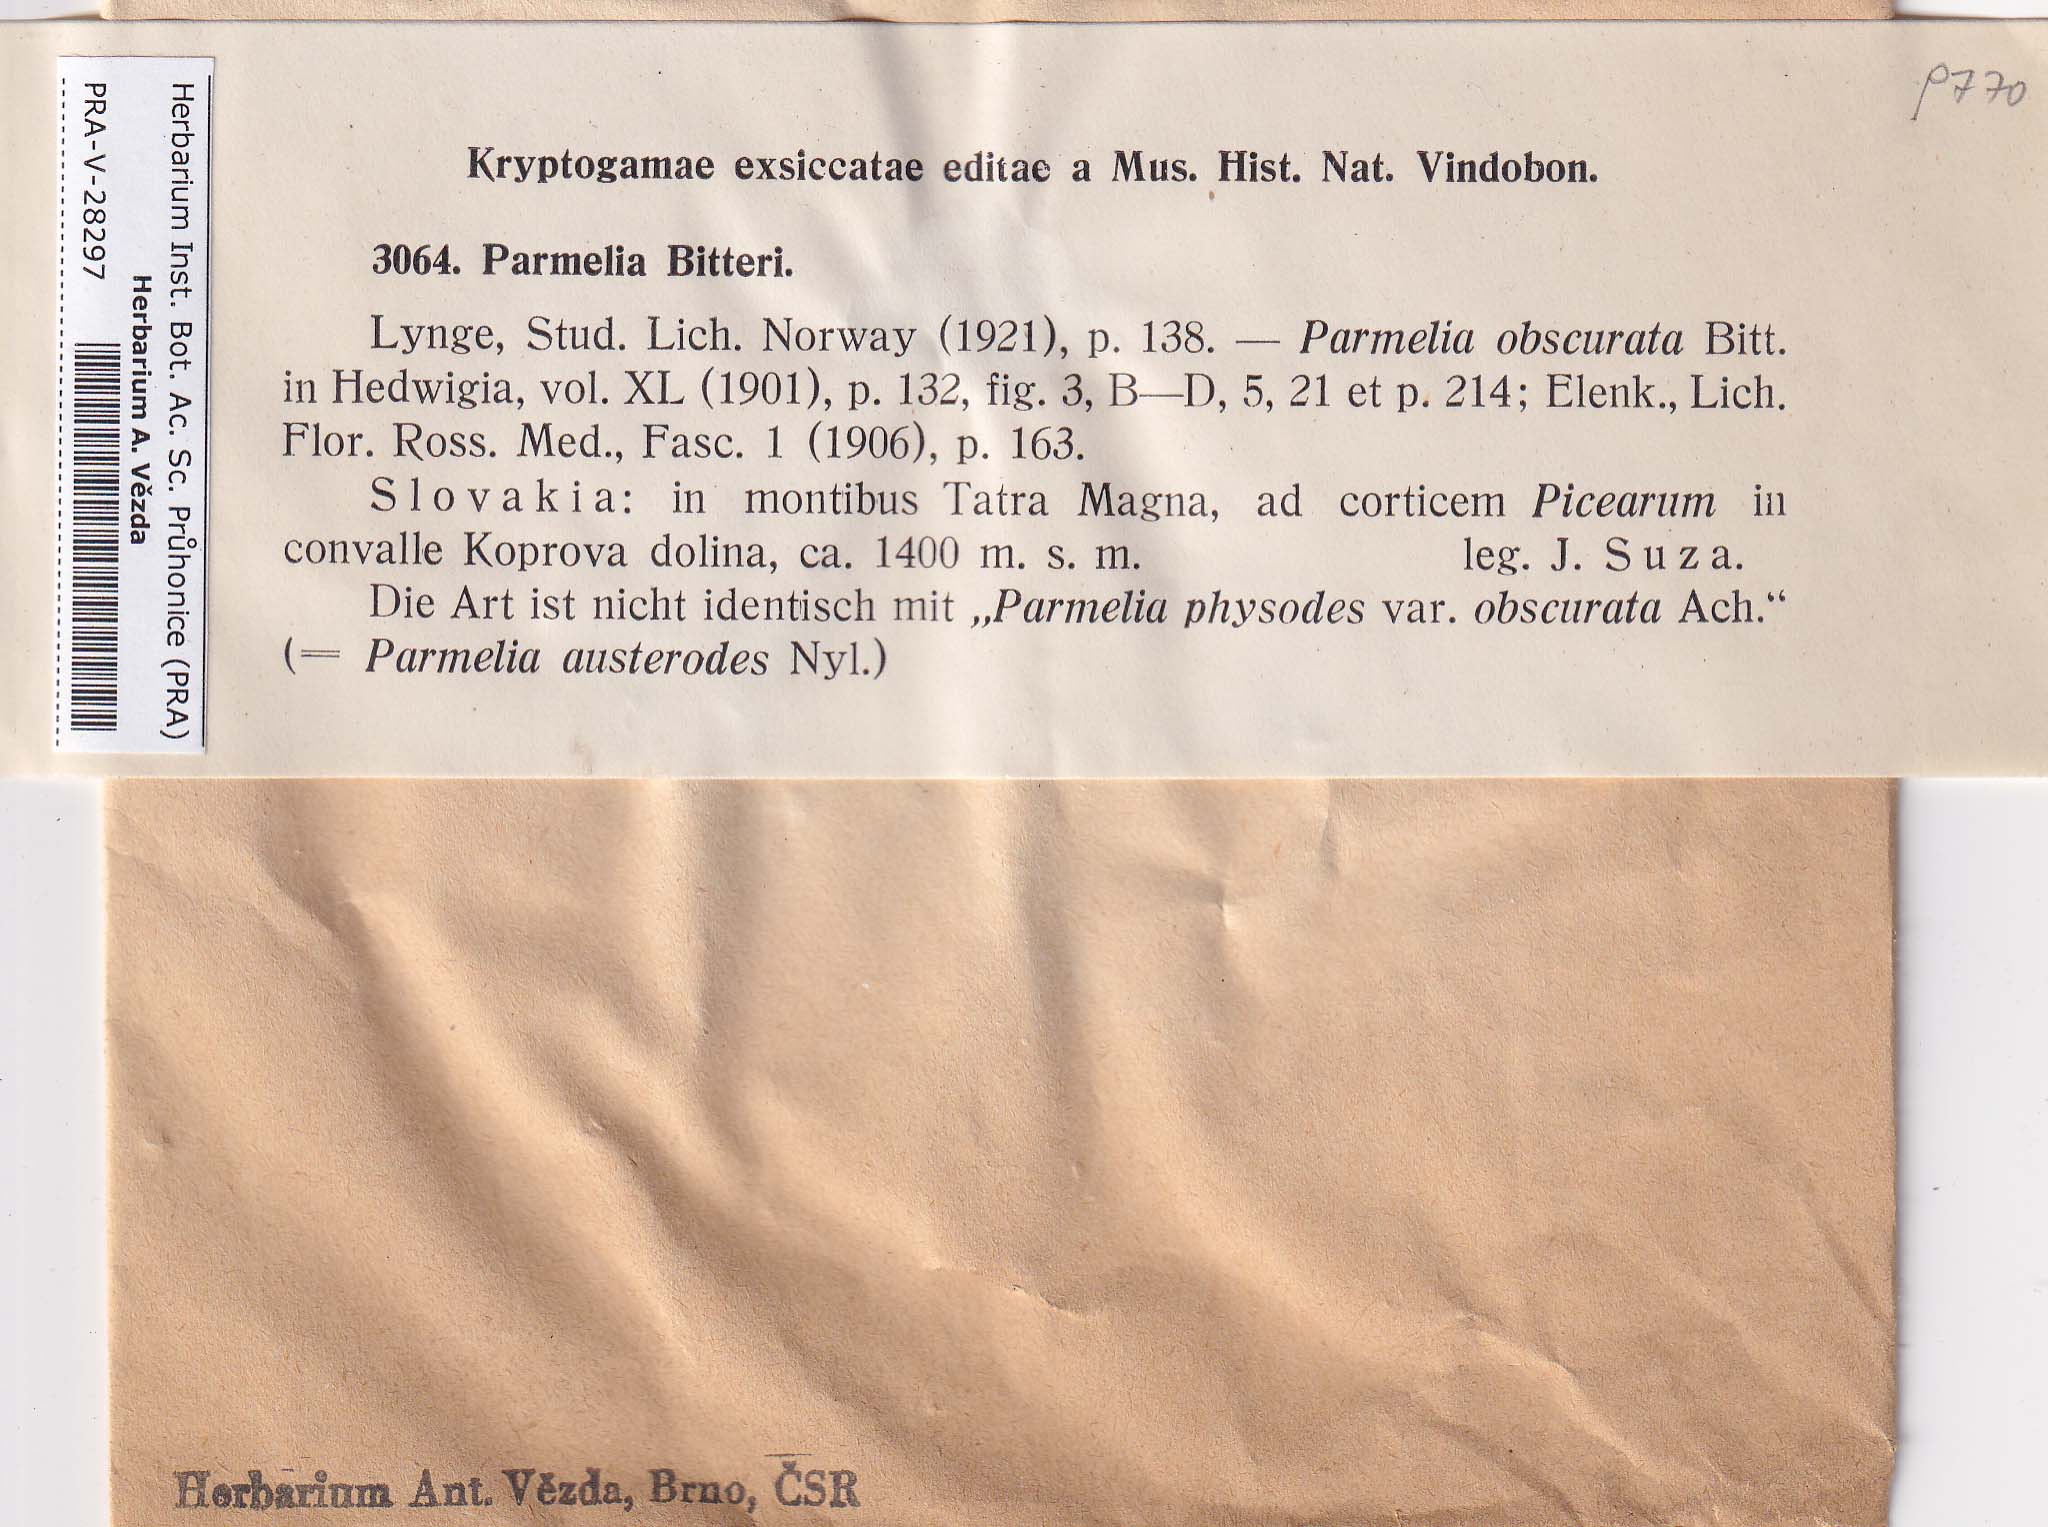 P770
Kryptogamae exsiccatae editae a Mus. Hist. Nat. Vindobon.
3064. Parmelia Bitteri.
Lynge, Stud. Lich. Norway (1921), p. 138. — Parmelia obscurata Bitt.
in Hedwigia, vol. XL (1901), p. 132, fig. 3, B—D, 5, 21 et p. 214; Elenk., Lich.
Flor. Ross. Med., Fasc. 1 (1906), p. 163.
Slovakia: in montibus Tatra Magna, ad corticem Picearum in
convalle Koprova dolina, ca. 1400 m. s. m. leg. J. Suza.
Die Art ist nicht identisch mit „Parmelia physodes var. obscurata Ach.“
(= Parmelia austerodes Nyl.)
Herbarium Inst. Bot. Ac. Sc. Průhonice (PRA)
Herbarium A. Vězda
PRA-V-28297
Herbarium Ant. Vězda, Brno, ČSR